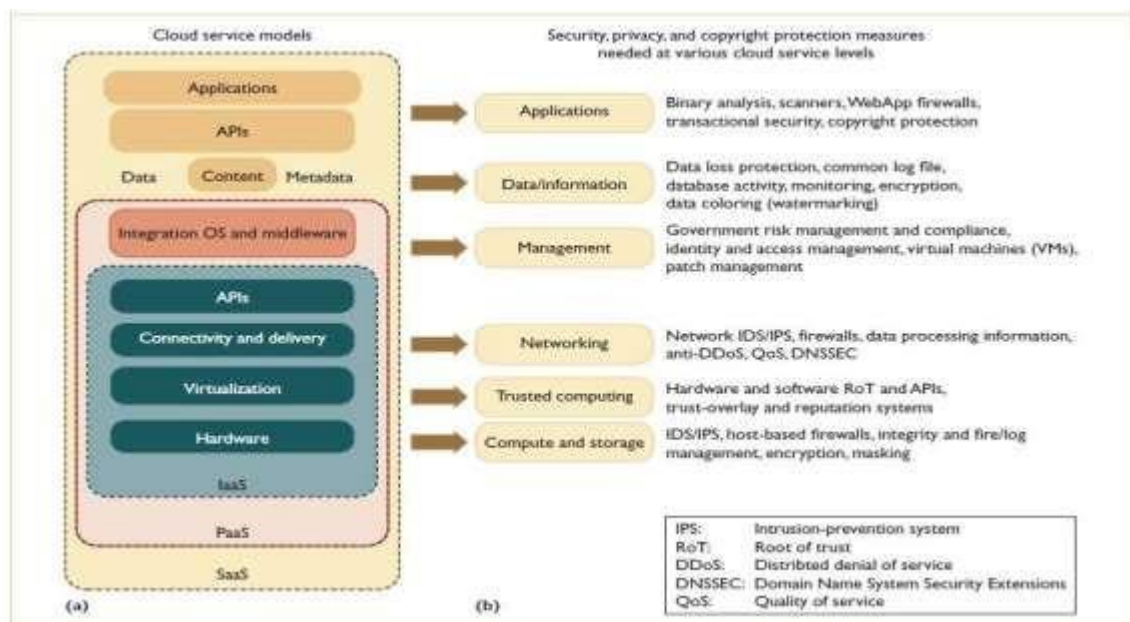 Cloud service models
Applications
APIs
Data
Content
Metadata
Integration OS and middleware
APIs
Connectivity and delivery
Virtualization
Hardware
IaaS
PaaS
SaaS
(a)
Security, privacy, and copyright protection measures
needed at various cloud service levels
Applications
Binary analysis, scanners, WebApp firewalls,
transactional security, copyright protection
Data/information
Data loss protection, common log file,
database activity, monitoring, encryption,
data coloring (watermarking)
Management
Government risk management and compliance,
identity and access management, virtual machines (VMs),
patch management
Networking
Network IDS/IPS, firewalls, data processing information,
anti-DDoS, QoS, DNSSEC
Trusted computing
Hardware and software RoT and APIs,
trust-overlay and reputation systems
Compute and storage
IDS/IPS, host-based firewalls, integrity and fire/log
management, encryption, masking
IPS: Intrusion-prevention system
RoT: Root of trust
DDoS: Distribted denial of service
DNSSEC: Domain Name System Security Extensions
QoS: Quality of service
(b)